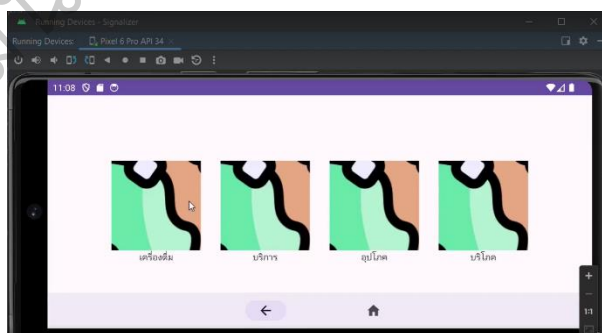 Running Devices - Signalizer
Running Devices: Pixel 6 Pro API 34
11:08
เครื่องดื่ม
บริการ
อุปโภค
บริโภค
1:1